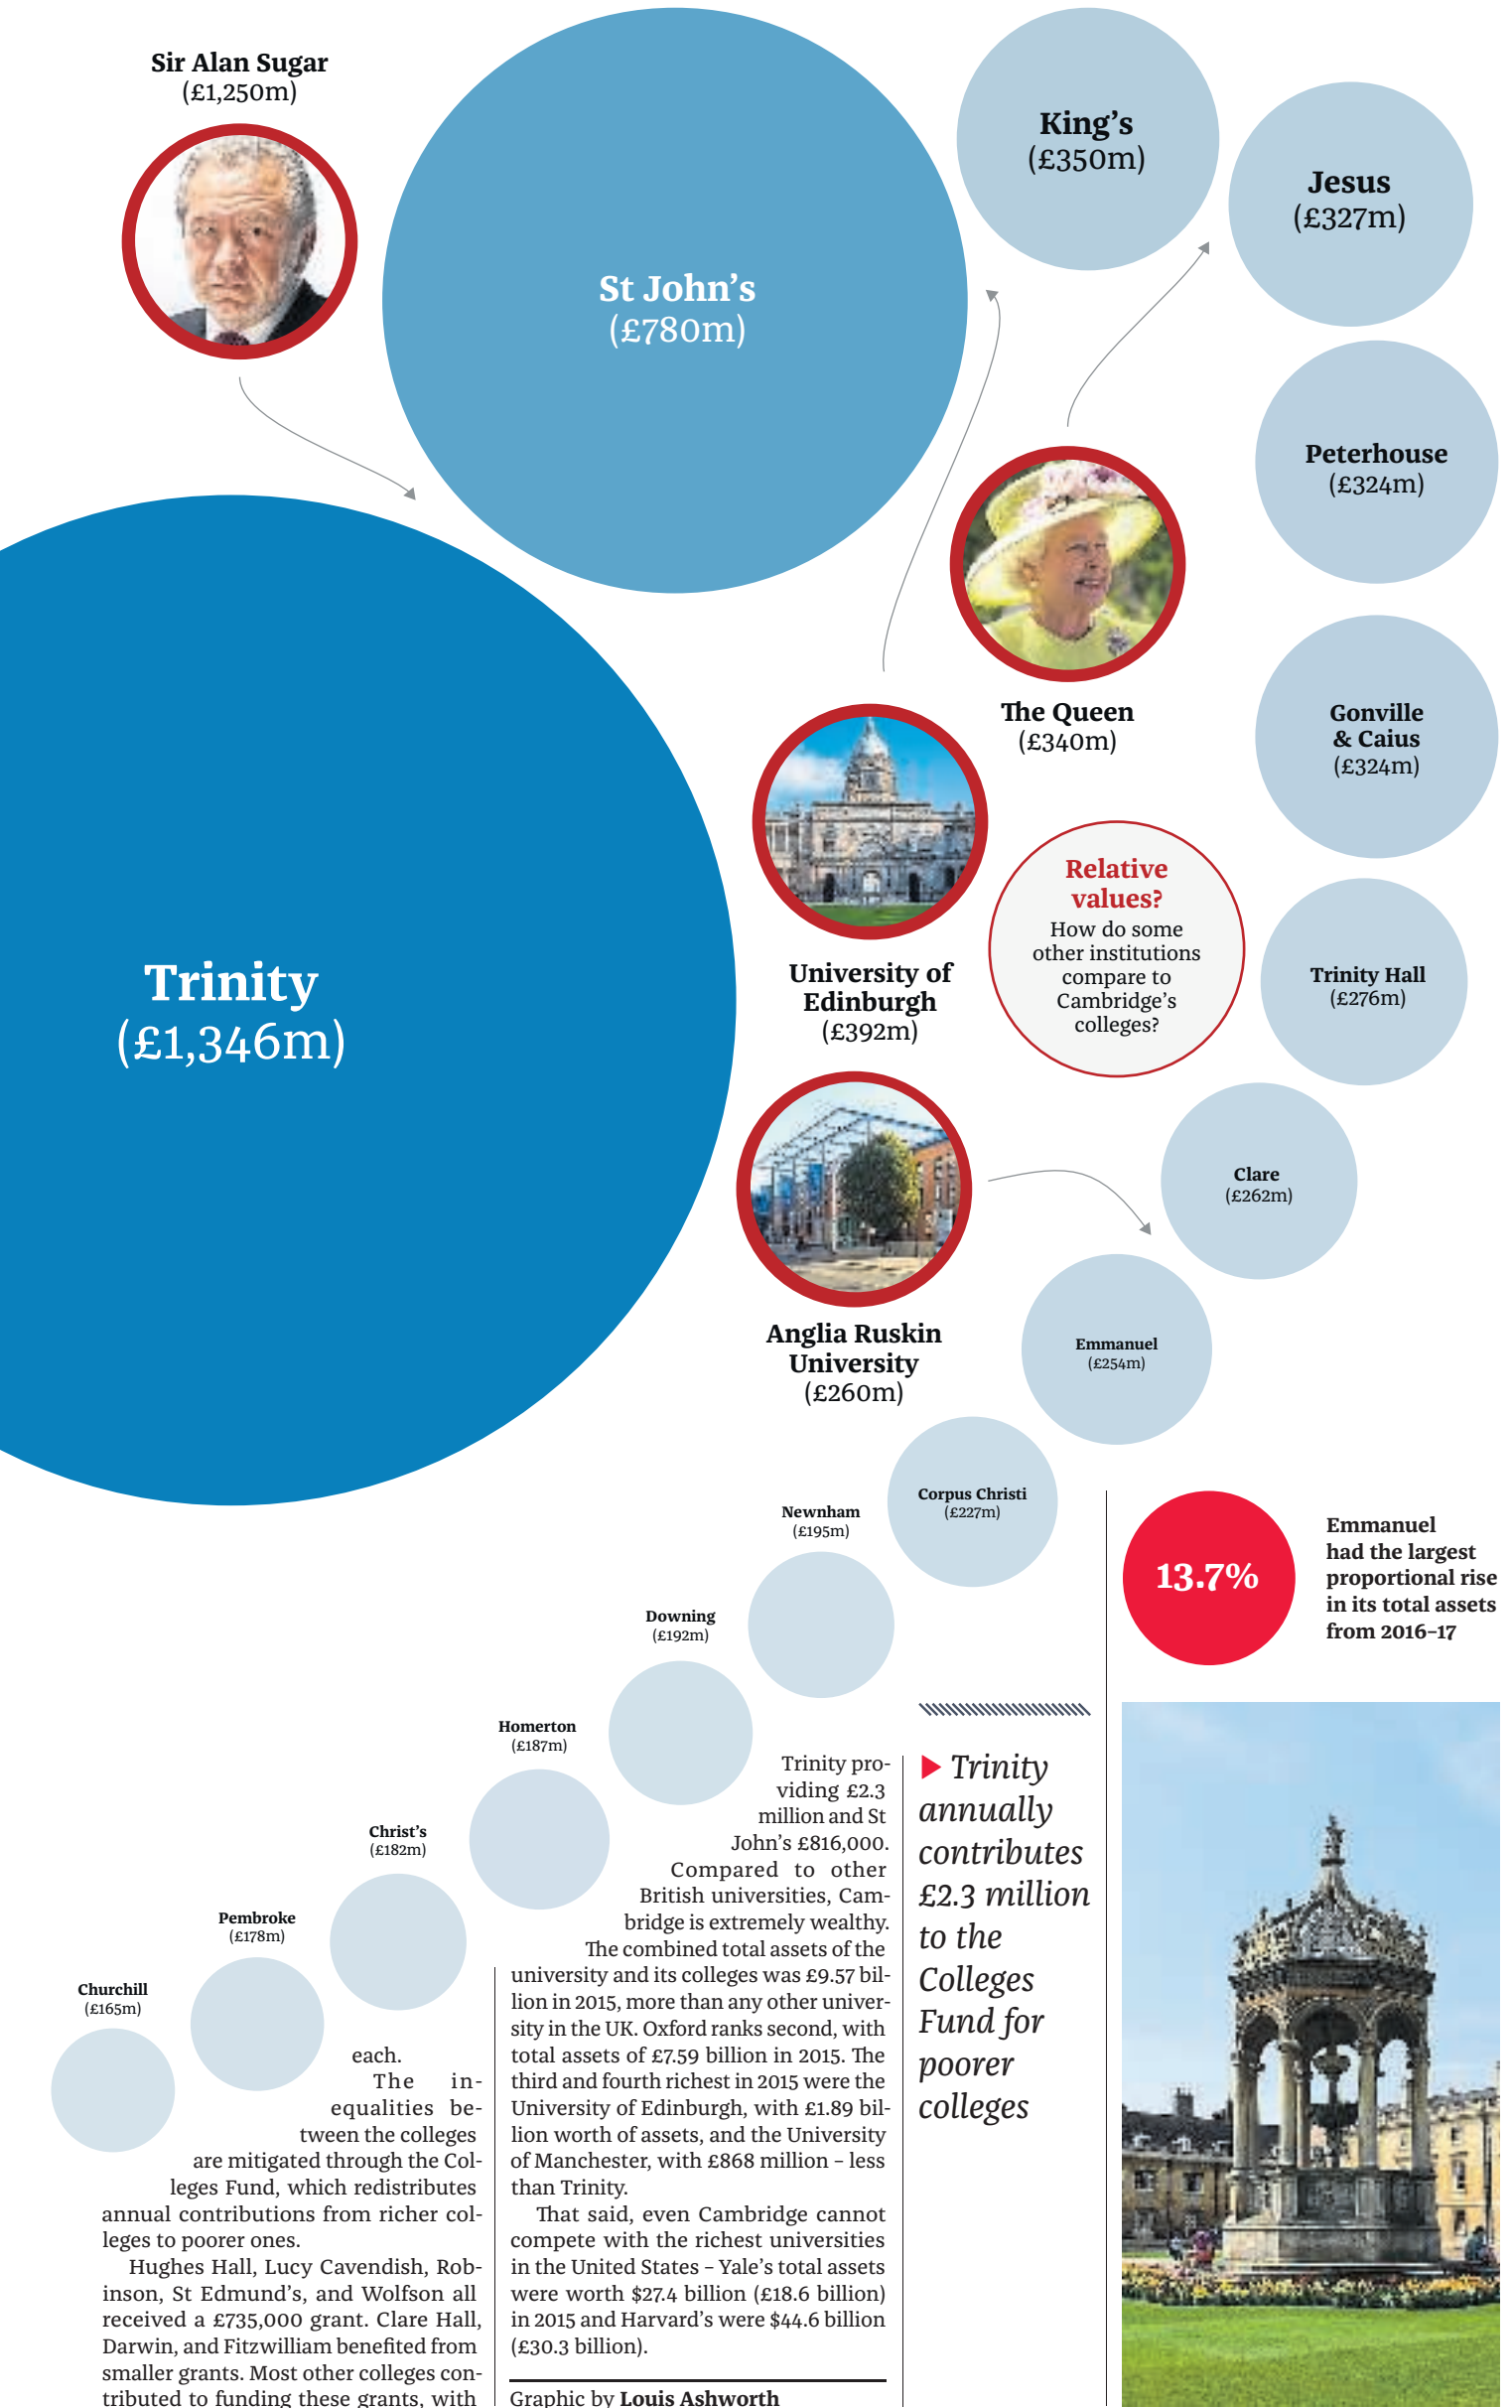 Sir Alan Sugar
(£1,250m)
St John’s
(£780m)
King’s
(£350m)
Jesus
(£327m)
Peterhouse
(£324m)
The Queen
(£340m)
Gonville
& Caius
(£324m)
Relative
values?
How do some
other institutions
compare to
Cambridge’s
colleges?
University of
Edinburgh
(£392m)
Trinity Hall
(£276m)
Trinity
(£1,346m)
Clare
(£262m)
Anglia Ruskin
University
(£260m)
Emmanuel
(£254m)
Corpus Christi
(£227m)
Newnham
(£195m)
Downing
(£192m)
Homerton
(£187m)
Christ’s
(£182m)
Pembroke
(£178m)
Churchill
(£165m)
13.7%
Emmanuel
had the largest
proportional rise
in its total assets
from 2016–17
each.
The in-
equalities be-
tween the colleges
are mitigated through the Col-
leges Fund, which redistributes
annual contributions from richer col-
leges to poorer ones.
Hughes Hall, Lucy Cavendish, Rob-
inson, St Edmund’s, and Wolfson all
received a £735,000 grant. Clare Hall,
Darwin, and Fitzwilliam benefited from
smaller grants. Most other colleges con-
tributed to funding these grants, with
Trinity pro-
viding £2.3
million and St
John’s £816,000.
Compared to other
British universities, Cam-
bridge is extremely wealthy.
The combined total assets of the
university and its colleges was £9.57 bil-
lion in 2015, more than any other univer-
sity in the UK. Oxford ranks second, with
total assets of £7.59 billion in 2015. The
third and fourth richest in 2015 were the
University of Edinburgh, with £1.89 bil-
lion worth of assets, and the University
of Manchester, with £868 million – less
than Trinity.
That said, even Cambridge cannot
compete with the richest universities
in the United States – Yale’s total assets
were worth $27.4 billion (£18.6 billion)
in 2015 and Harvard’s were $44.6 billion
(£30.3 billion).
Graphic by Louis Ashworth
▶ Trinity
annually
contributes
£2.3 million
to the
Colleges
Fund for
poorer
colleges